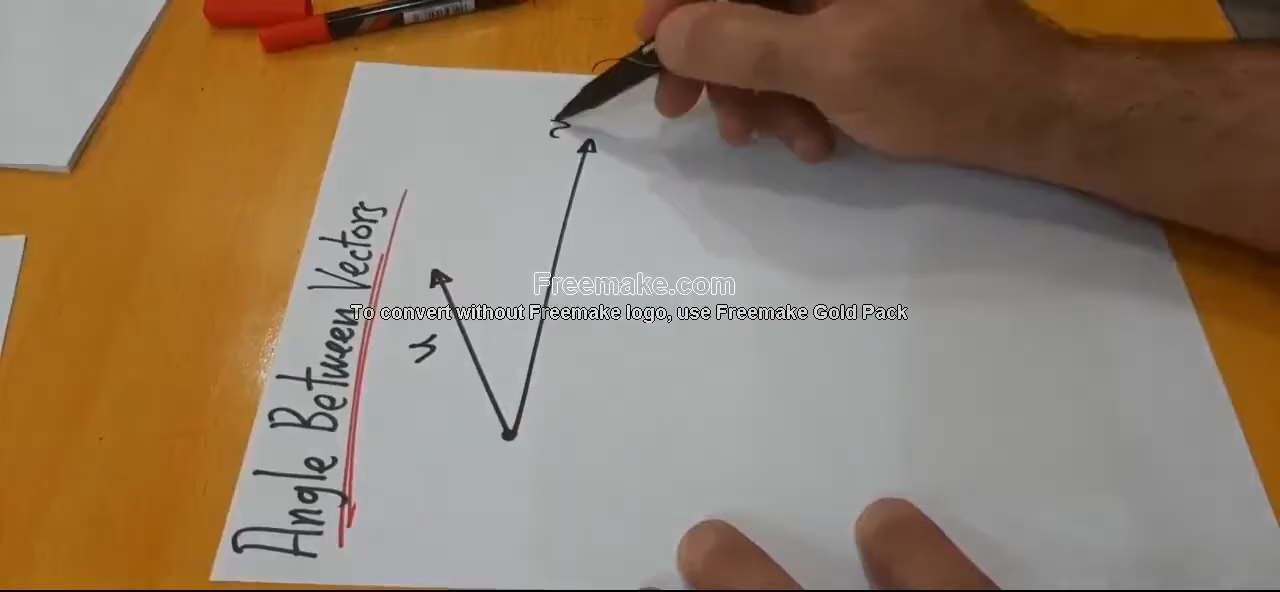 Angle Between Vectors
u
Freemake.com
To convert without Freemake logo, use Freemake Gold Pack